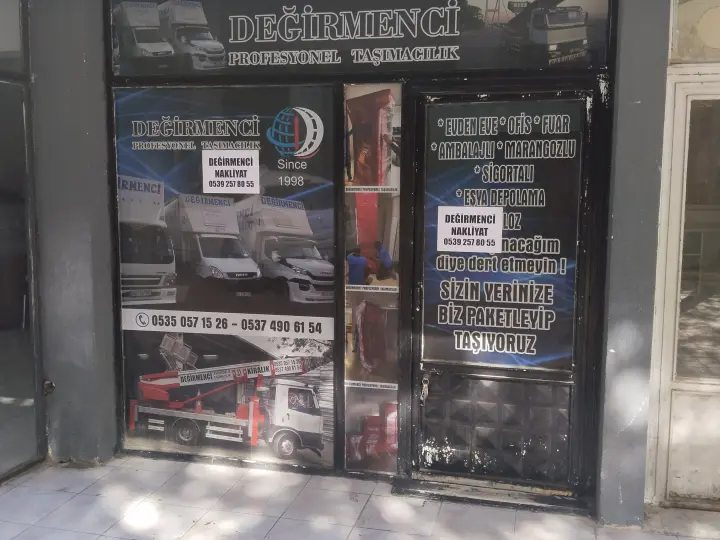 DEĞİRMENCİ
PROFESYONEL TAŞIMACILIK
DEĞİRMENCİ
PROFESYONEL TAŞIMACILIK
Since
1998
DEĞİRMENCİ
NAKLİYAT
0539 257 80 55
DEĞİRMENCİ
0535 057 15 26 - 0537 490 61 54
DEĞİRMENCİ
KİRALIK
* EVDEN EVE * OFİS * FUAR
* AMBALAJLI * MARANGOZLU
* SİGORTALI
* EŞYA DEPOLAMA
DEĞİRMENCİ
NAKLİYAT
0539 257 80 55
diye dert etmeyin !
SİZİN YERİNİZE
BİZ PAKETLEYİP
TAŞIYORUZ